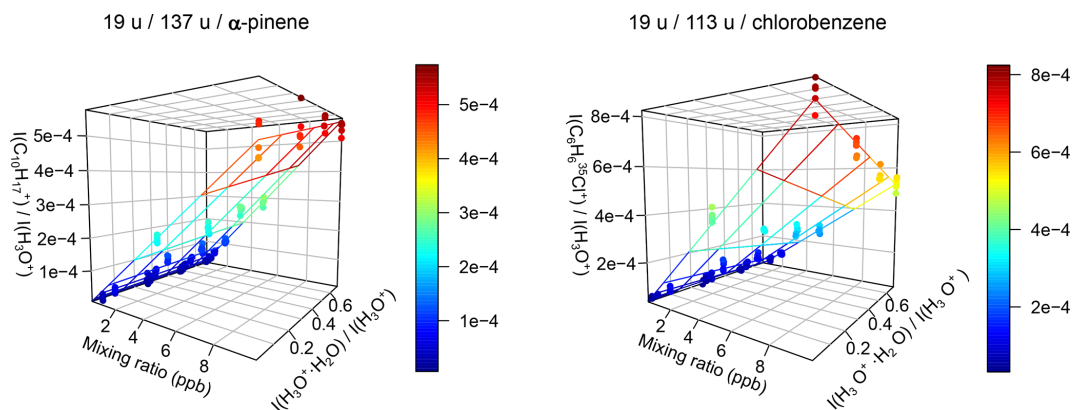 19 u / 137 u / α-pinene
I(C₁₀H₁₇⁺) / I(H₃O⁺)
5e−4
4e−4
3e−4
2e−4
1e−4
2
4
6
8
Mixing ratio (ppb)
0.2
0.4
0.6
I(H₃O⁺·H₂O) / I(H₃O⁺)
5e−4
4e−4
3e−4
2e−4
1e−4
19 u / 113 u / chlorobenzene
I(C₆H₆³⁵Cl⁺) / I(H₃O⁺)
8e−4
6e−4
4e−4
2e−4
2
4
6
8
Mixing ratio (ppb)
0.2
0.4
0.6
I(H₃O⁺·H₂O) / I(H₃O⁺)
8e−4
6e−4
4e−4
2e−4